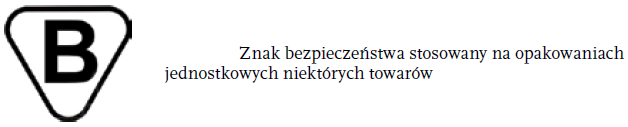 B
Znak bezpieczeństwa stosowany na opakowaniach
jednostkowych niektórych towarów